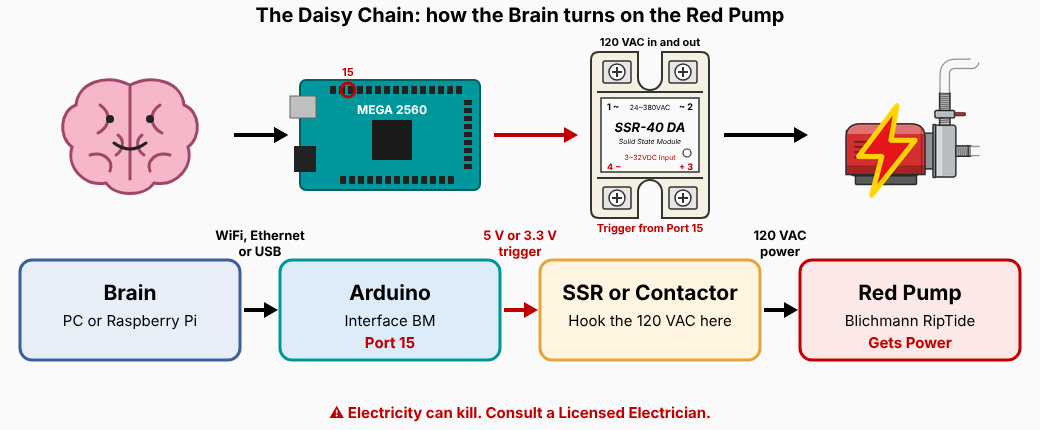 The Daisy Chain: how the Brain turns on the Red Pump
120 VAC in and out
15
MEGA 2560
1 ~ 24–380VAC ~ 2
SSR-40 DA
Solid State Module
3–32VDC Input
4 – + 3
Trigger from Port 15
WiFi, Ethernet
or USB
5 V or 3.3 V
trigger
120 VAC
power
Brain
PC or Raspberry Pi
Arduino
Interface BM
Port 15
SSR or Contactor
Hook the 120 VAC here
Red Pump
Blichmann RipTide
Gets Power
⚠ Electricity can kill. Consult a Licensed Electrician.